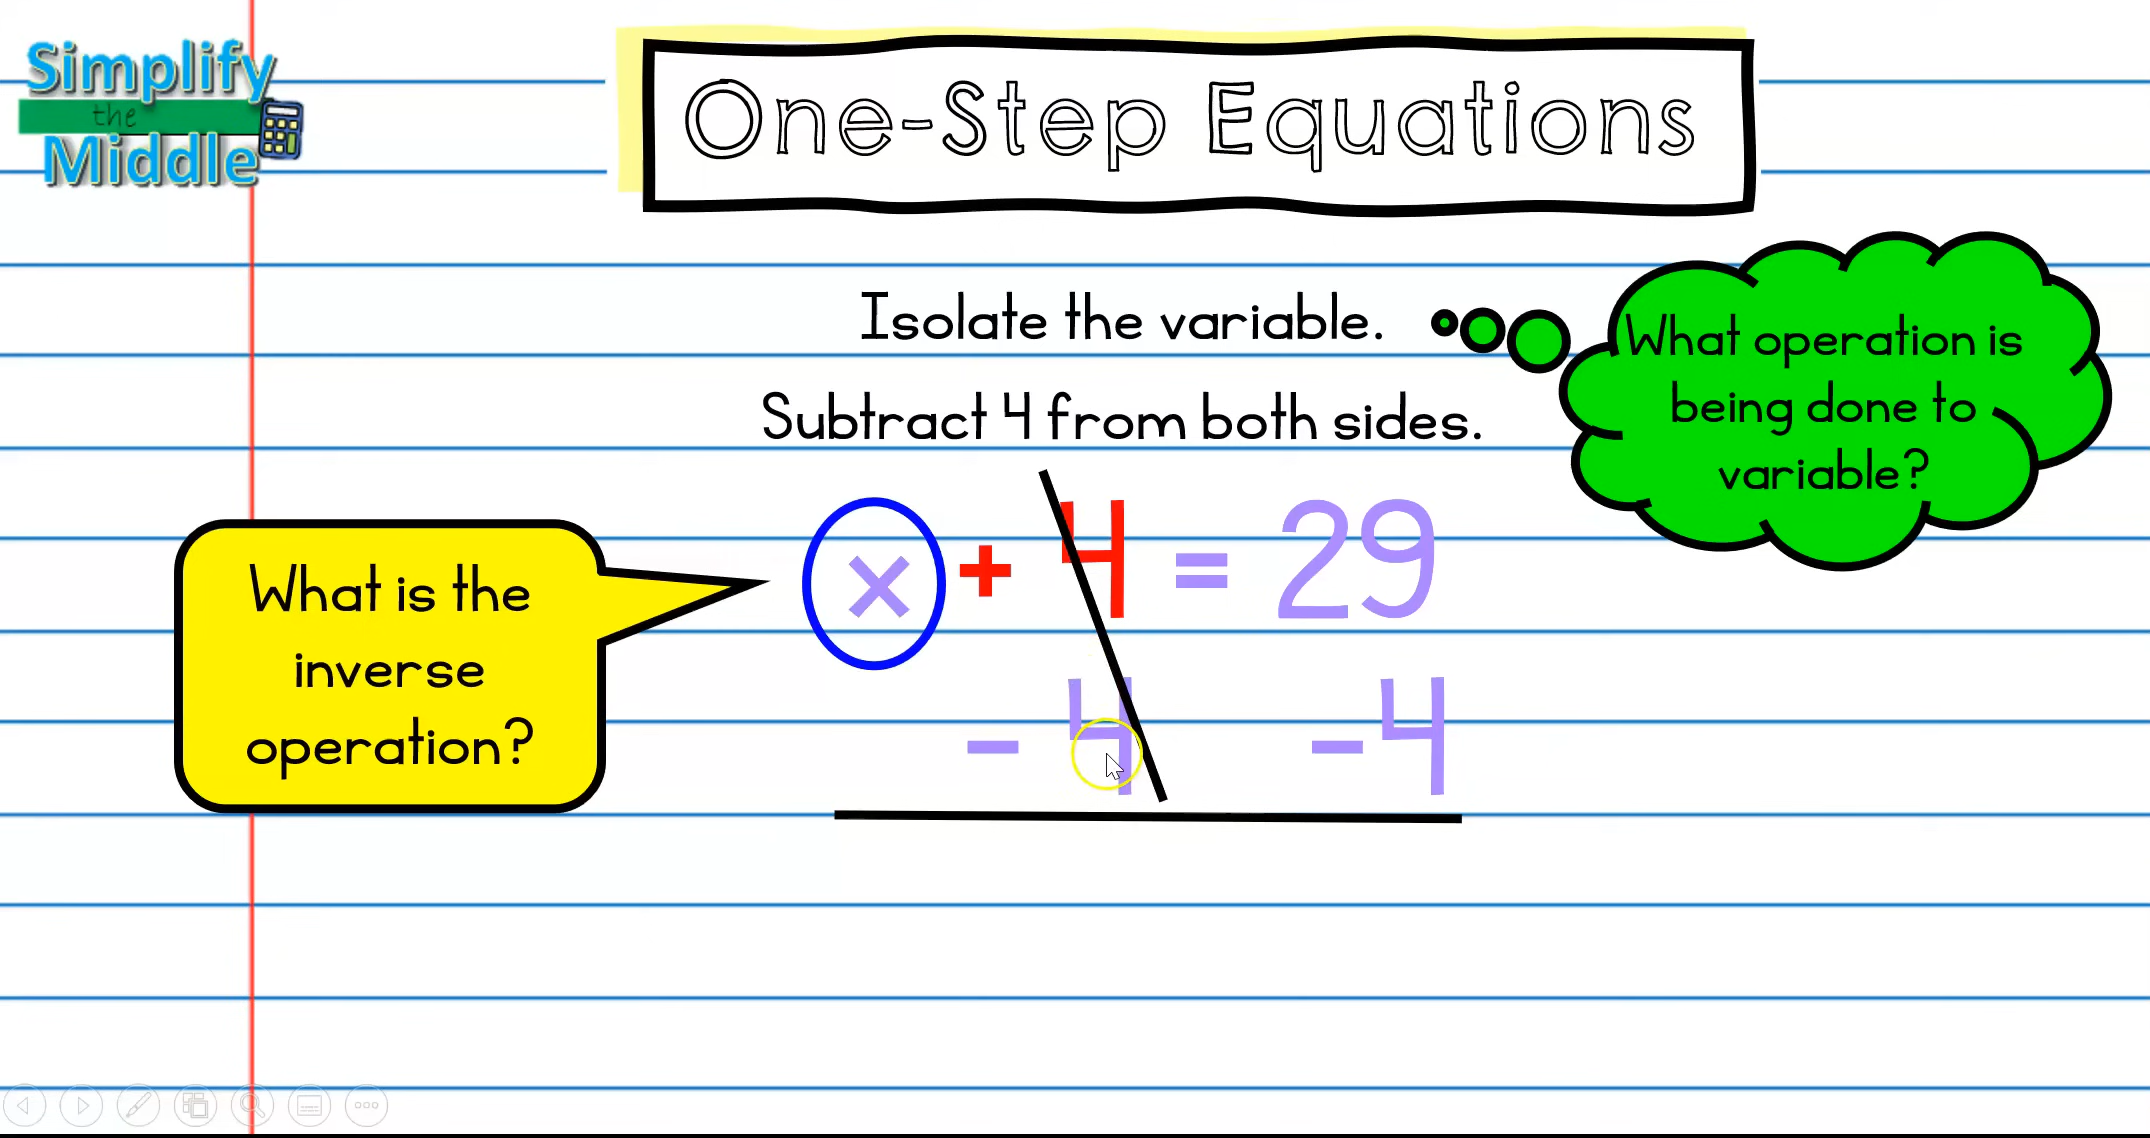 Simplify
the
Middle
One-Step Equations
Isolate the variable.
Subtract 4 from both sides.
What operation is
being done to
variable?
What is the
inverse
operation?
x + 4 = 29
- 4 -4